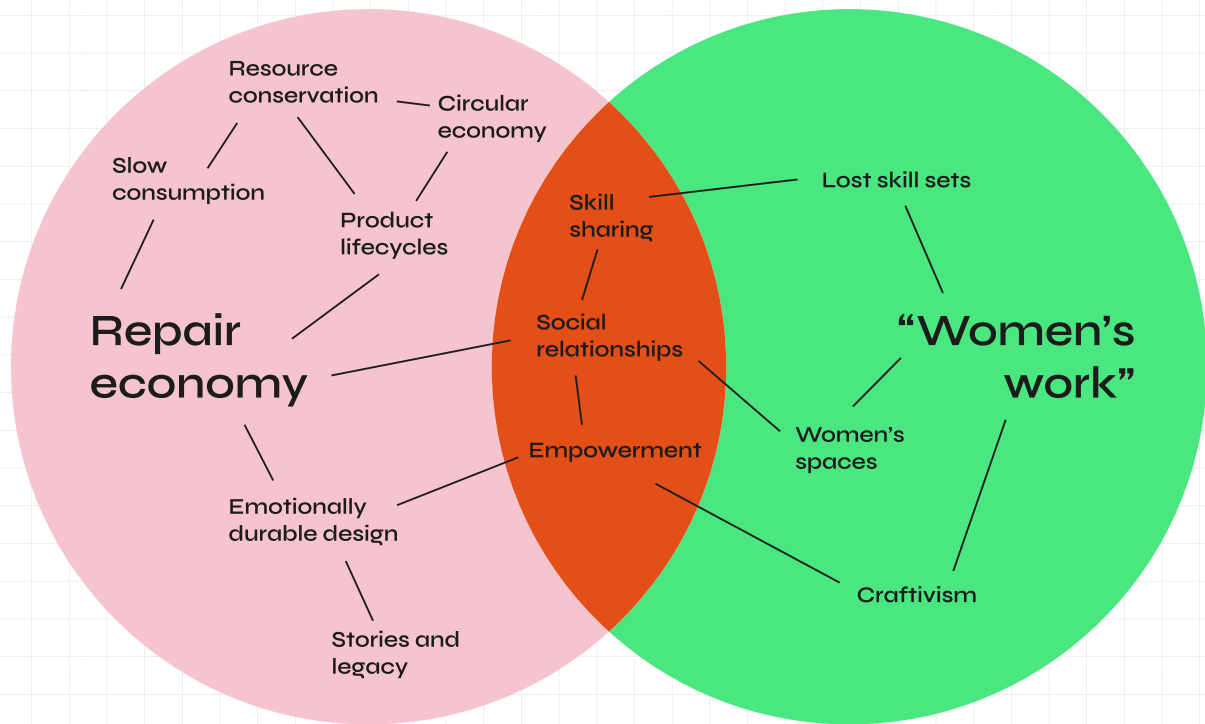 Resource
conservation
Circular
economy
Slow
consumption
Product
lifecycles
Repair
economy
Emotionally
durable design
Stories and
legacy
Skill
sharing
Social
relationships
Empowerment
Lost skill sets
“Women’s
work”
Women’s
spaces
Craftivism